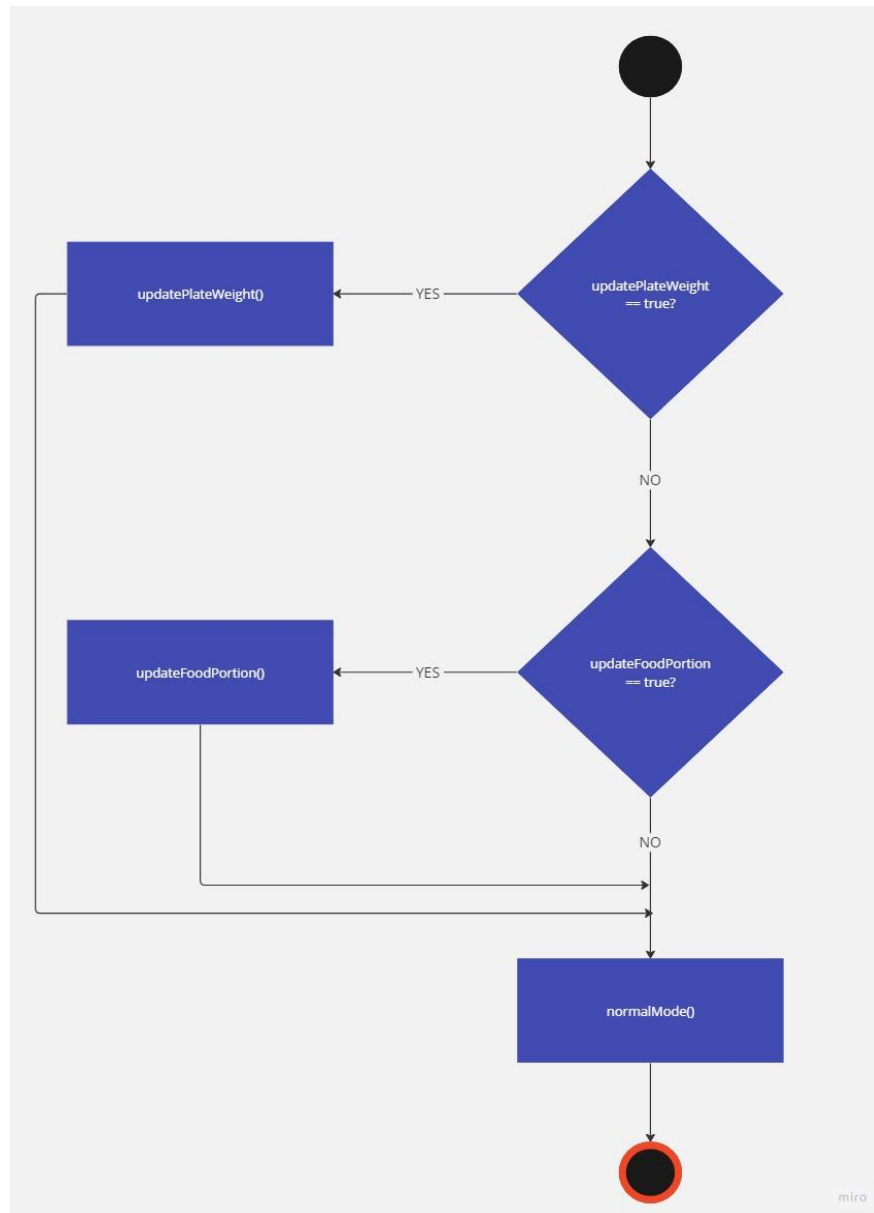 updatePlateWeight
== true?
YES
updatePlateWeight()
NO
updateFoodPortion
== true?
YES
updateFoodPortion()
NO
normalMode()
miro